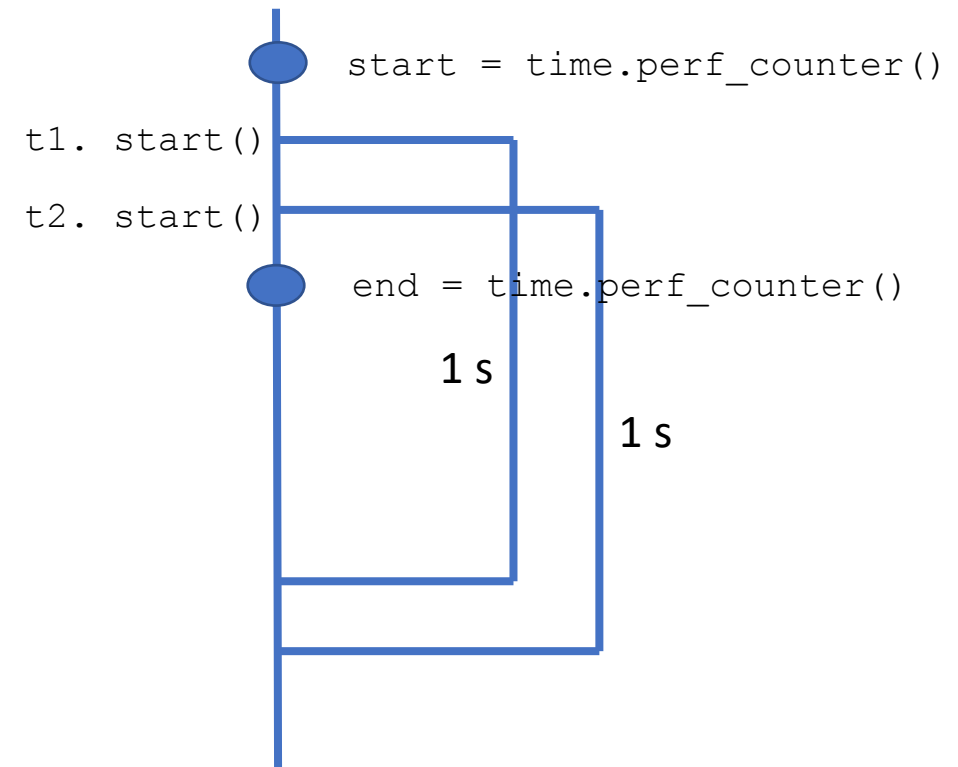 start = time.perf_counter()
t1. start()
t2. start()
end = time.perf_counter()
1 s
1 s